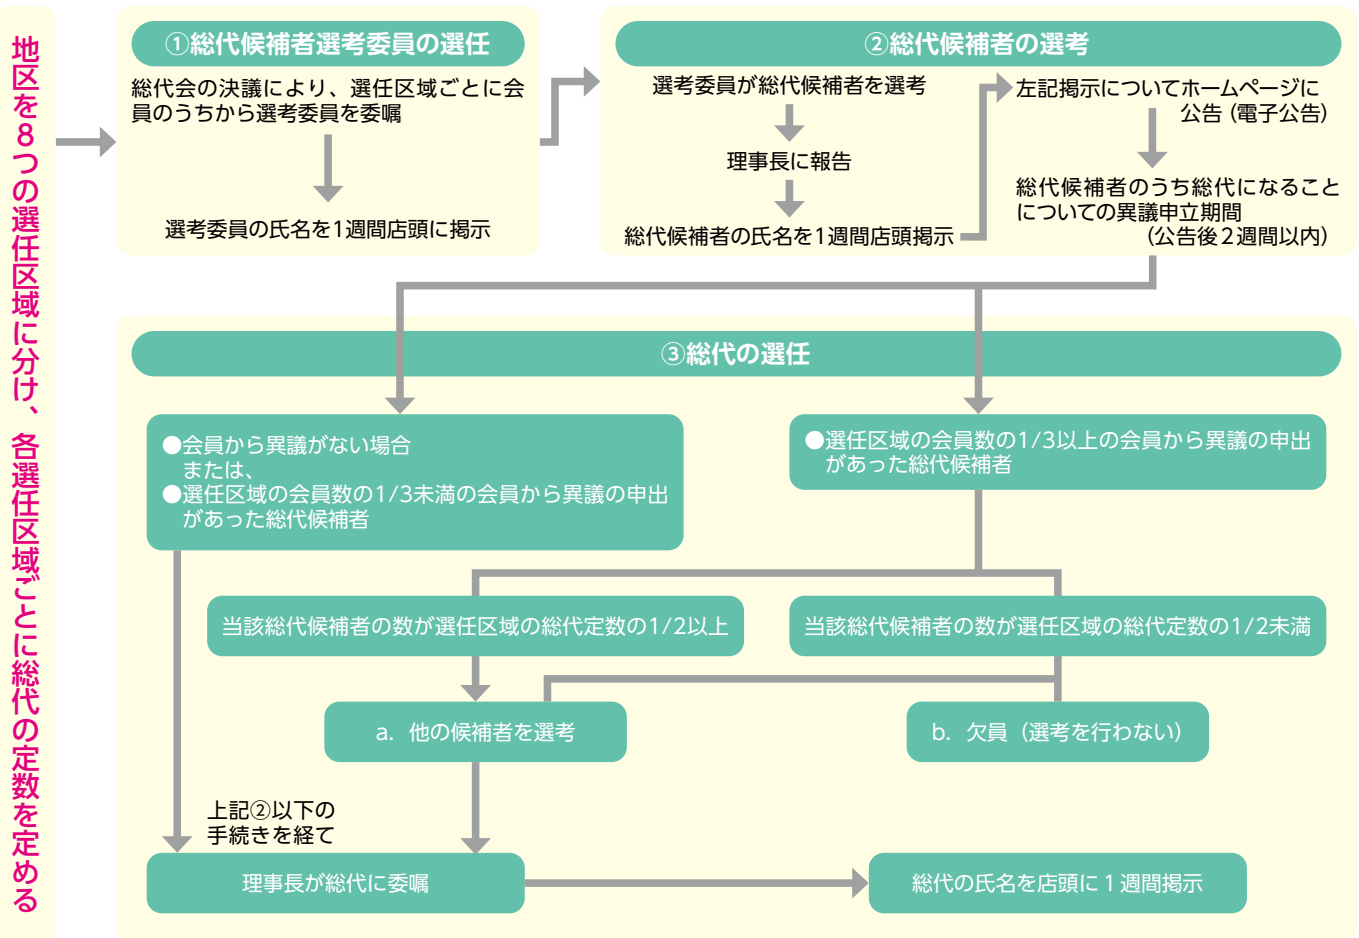 地区を8つの選任区域に分け、各選任区域ごとに総代の定数を定める
①総代候補者選考委員の選任
総代会の決議により、選任区域ごとに会
員のうちから選考委員を委嘱
選考委員の氏名を1週間店頭に掲示
②総代候補者の選考
選考委員が総代候補者を選考
理事長に報告
総代候補者の氏名を1週間店頭掲示
左記掲示についてホームページに
公告(電子公告)
総代候補者のうち総代になること
についての異議申立期間
(公告後2週間以内)
③総代の選任
●会員から異議がない場合
または、
●選任区域の会員数の1/3未満の会員から異議の申出
があった総代候補者
●選任区域の会員数の1/3以上の会員から異議の申出
があった総代候補者
当該総代候補者の数が選任区域の総代定数の1/2以上
当該総代候補者の数が選任区域の総代定数の1/2未満
a. 他の候補者を選考
b. 欠員(選考を行わない)
上記②以下の
手続きを経て
理事長が総代に委嘱
総代の氏名を店頭に1週間掲示